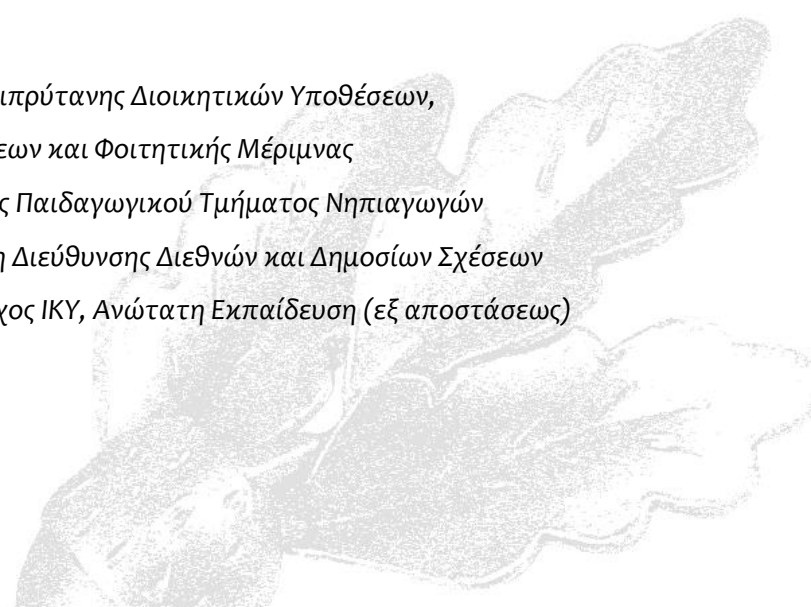 ιπρύτανης Διοικητικών Υποθέσεων,
εων και Φοιτητικής Μέριμνας
ς Παιδαγωγικού Τμήματος Νηπιαγωγών
η Διεύθυνσης Διεθνών και Δημοσίων Σχέσεων
χος ΙΚΥ, Ανώτατη Εκπαίδευση (εξ αποστάσεως)